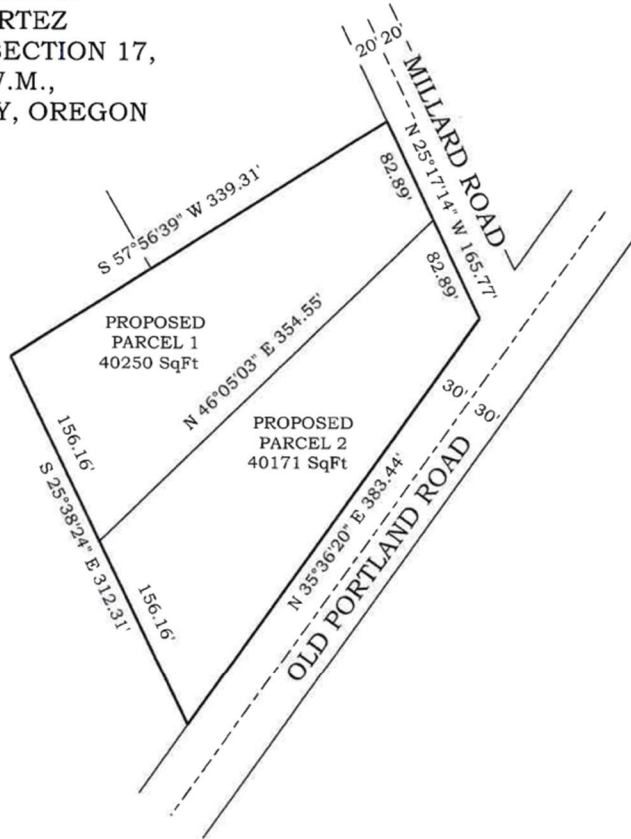 RTEZ
SECTION 17,
W.M.,
Y, OREGON
20' 20'
MILLARD ROAD
N 25°17'14" W 165.77'
82.89'
82.89'
S 57°56'39" W 339.31'
PROPOSED
PARCEL 1
40250 SqFt
N 46°05'03" E 354.55'
PROPOSED
PARCEL 2
40171 SqFt
30' 30'
156.16'
S 25°38'24" E 312.31'
156.16'
N 35°36'20" E 383.44'
OLD PORTLAND ROAD